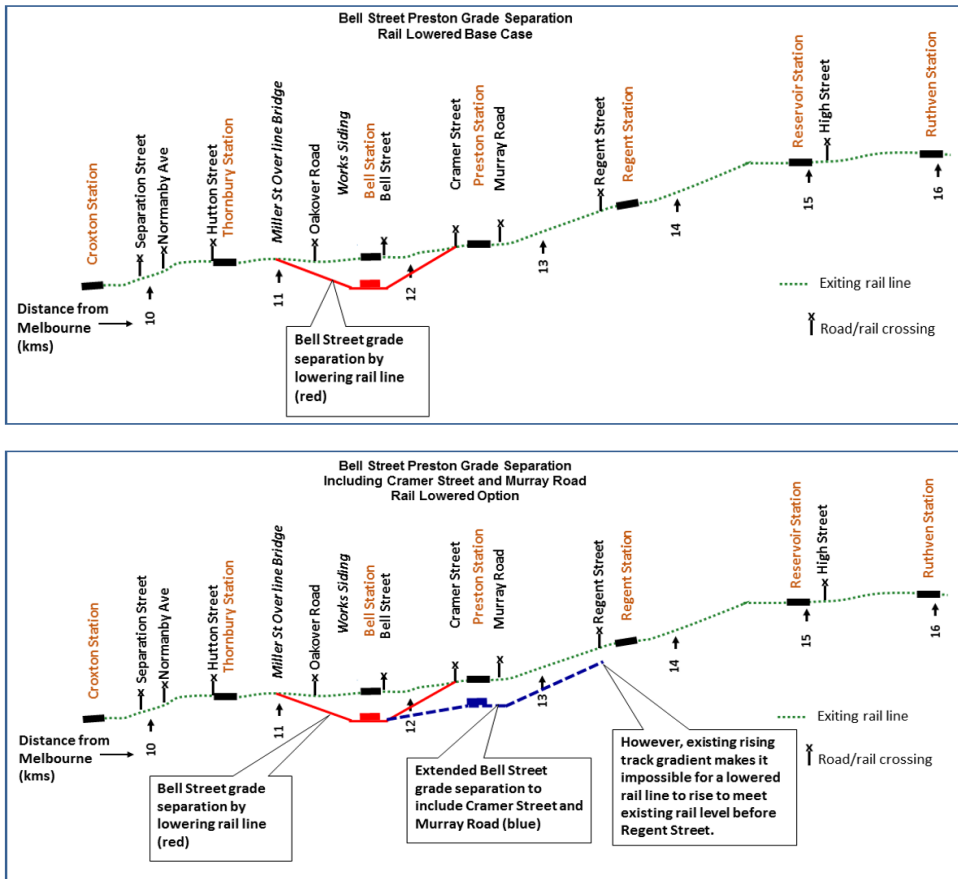 Bell Street Preston Grade Separation
Rail Lowered Base Case
Croxton Station
Separation Street
Normanby Ave
Hutton Street
Thornbury Station
Miller St Over line Bridge
Oakover Road
Works Siding
Bell Station
Bell Street
Cramer Street
Preston Station
Murray Road
Regent Street
Regent Station
Reservoir Station
High Street
Ruthven Station
Distance from
Melbourne
(kms)
10
11
12
13
14
15
16
Bell Street grade
separation by
lowering rail line
(red)
Exiting rail line
x
Road/rail crossing
Bell Street Preston Grade Separation
Including Cramer Street and Murray Road
Rail Lowered Option
Croxton Station
Separation Street
Normanby Ave
Hutton Street
Thornbury Station
Miller St Over line Bridge
Oakover Road
Works Siding
Bell Station
Bell Street
Cramer Street
Preston Station
Murray Road
Regent Street
Regent Station
Reservoir Station
High Street
Ruthven Station
Distance from
Melbourne
(kms)
10
11
12
13
14
15
16
Bell Street grade
separation by
lowering rail line
(red)
Extended Bell Street
grade separation to
include Cramer Street and
Murray Road (blue)
However, existing rising
track gradient makes it
impossible for a lowered
rail line to rise to meet
existing rail level before
Regent Street.
Exiting rail line
x
Road/rail crossing